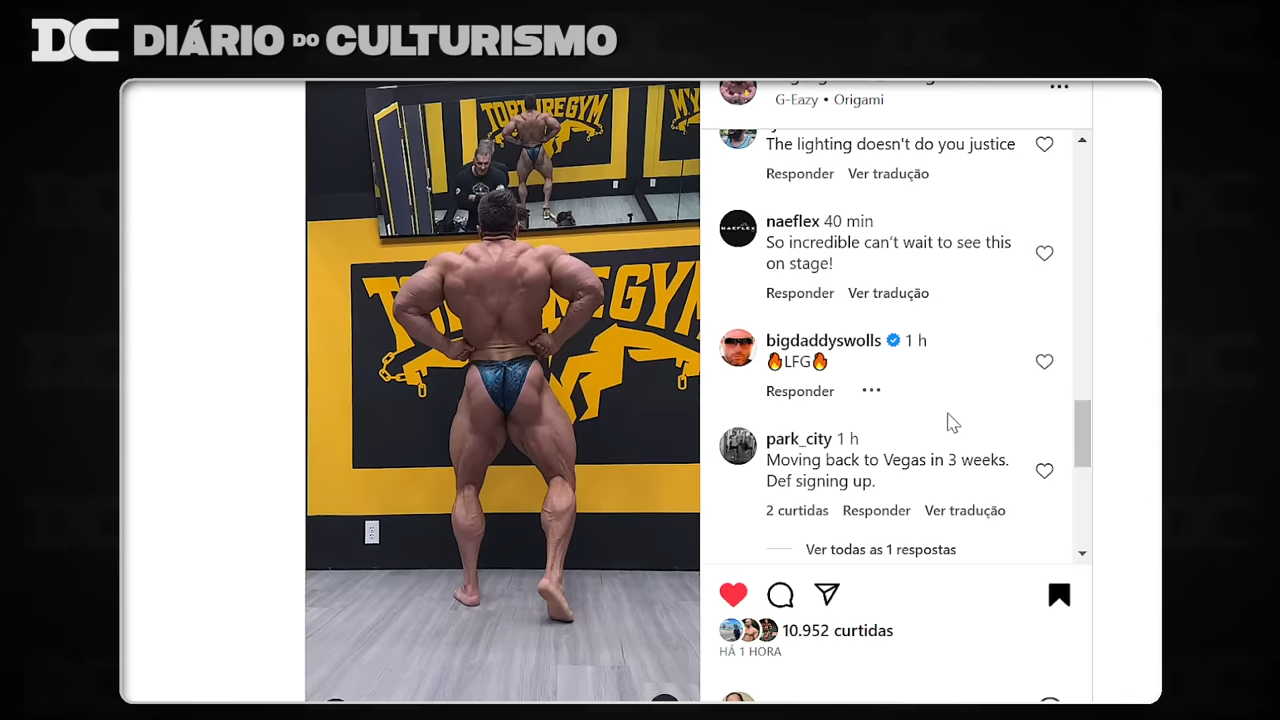 DC DIÁRIO DO CULTURISMO
G-Eazy • Origami
The lighting doesn't do you justice
Responder Ver tradução
naeflex 40 min
So incredible can’t wait to see this
on stage!
Responder Ver tradução
bigdaddyswolls 1 h
🔥LFG🔥
Responder
park_city 1 h
Moving back to Vegas in 3 weeks.
Def signing up.
2 curtidas Responder Ver tradução
Ver todas as 1 respostas
10.952 curtidas
HÁ 1 HORA
TORTUREGYM
MY
NAEFLEX